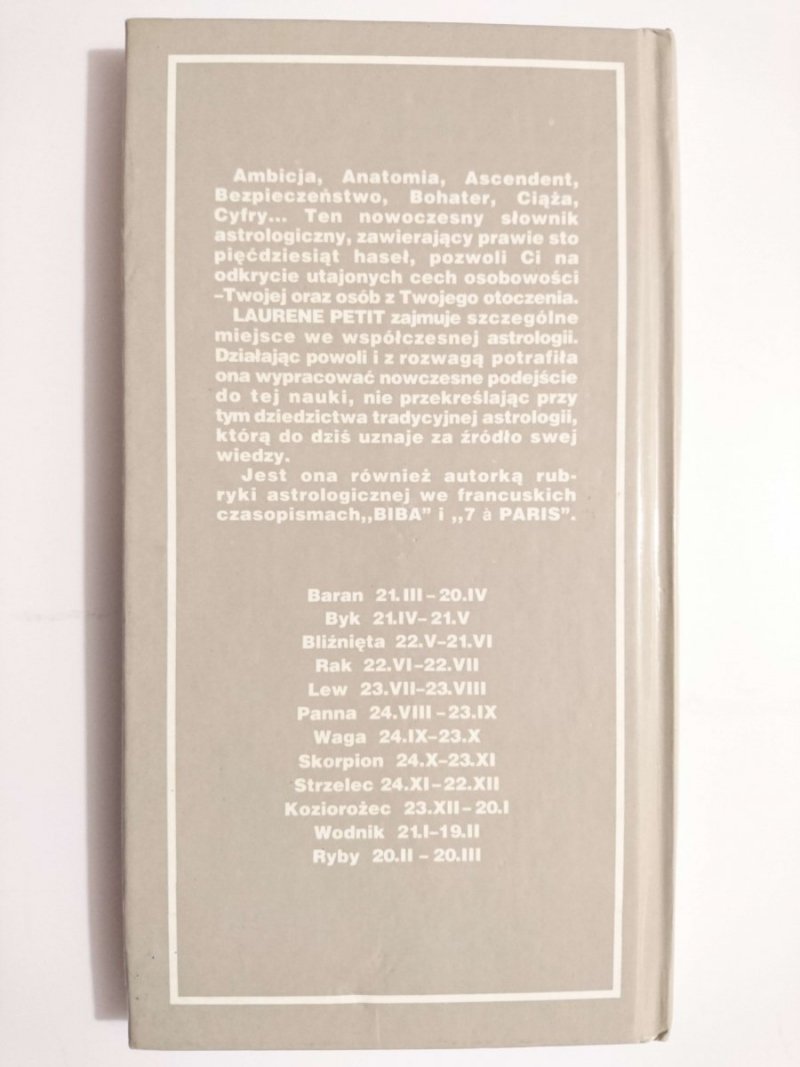 Ambicja, Anatomia, Ascendent,
Bezpieczeństwo, Bohater, Ciąża,
Cyfry... Ten nowoczesny słownik
astrologiczny, zawierający prawie sto
pięćdziesiąt haseł, pozwoli Ci na
odkrycie utajonych cech osobowości
-Twojej oraz osób z Twojego otoczenia.
LAURENE PETIT zajmuje szczególne
miejsce we współczesnej astrologii.
Działając powoli i z rozwagą potrafiła
ona wypracować nowczesne podejście
do tej nauki, nie przekreślając przy
tym dziedzictwa tradycyjnej astrologii,
którą do dziś uznaje za źródło swej
wiedzy.
Jest ona również autorką rub-
ryki astrologicznej we francuskich
czasopismach,,BIBA” i ,,7 à PARIS”.
Baran 21.III-20.IV
Byk 21.IV-21.V
Bliźnięta 22.V-21.VI
Rak 22.VI-22.VII
Lew 23.VII-23.VIII
Panna 24.VIII-23.IX
Waga 24.IX-23.X
Skorpion 24.X-23.XI
Strzelec 24.XI-22.XII
Koziorożec 23.XII-20.I
Wodnik 21.I-19.II
Ryby 20.II-20.III